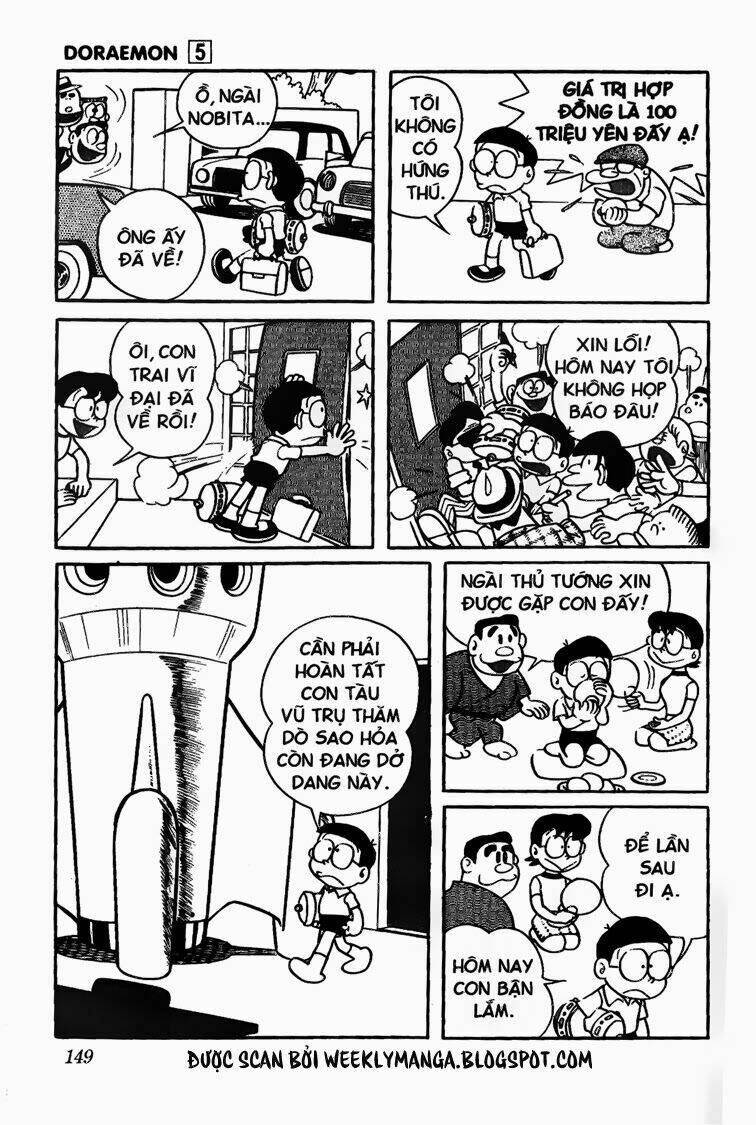 DORAEMON 5
Ồ, NGÀI
NOBITA...
ÔNG ẤY
ĐÃ VỀ!
TÔI
KHÔNG
CÓ
HỨNG
THÚ.
GIÁ TRỊ HỢP
ĐỒNG LÀ 100
TRIỆU YÊN ĐẤY Ạ!
ÔI, CON
TRAI VĨ
ĐẠI ĐÃ
VỀ RỒI!
XIN LỖI!
HÔM NAY TÔI
KHÔNG HỌP
BÁO ĐÂU!
CẦN PHẢI
HOÀN TẤT
CON TÀU
VŨ TRỤ THĂM
DÒ SAO HỎA
CÒN ĐANG DỞ
DANG NÀY.
NGÀI THỦ TƯỚNG XIN
ĐƯỢC GẶP CON ĐẤY!
ĐỂ LẦN
SAU
ĐI Ạ.
HÔM NAY
CON BẬN
LẮM.
149
ĐƯỢC SCAN BỞI WEEKLYMANGA.BLOGSPOT.COM